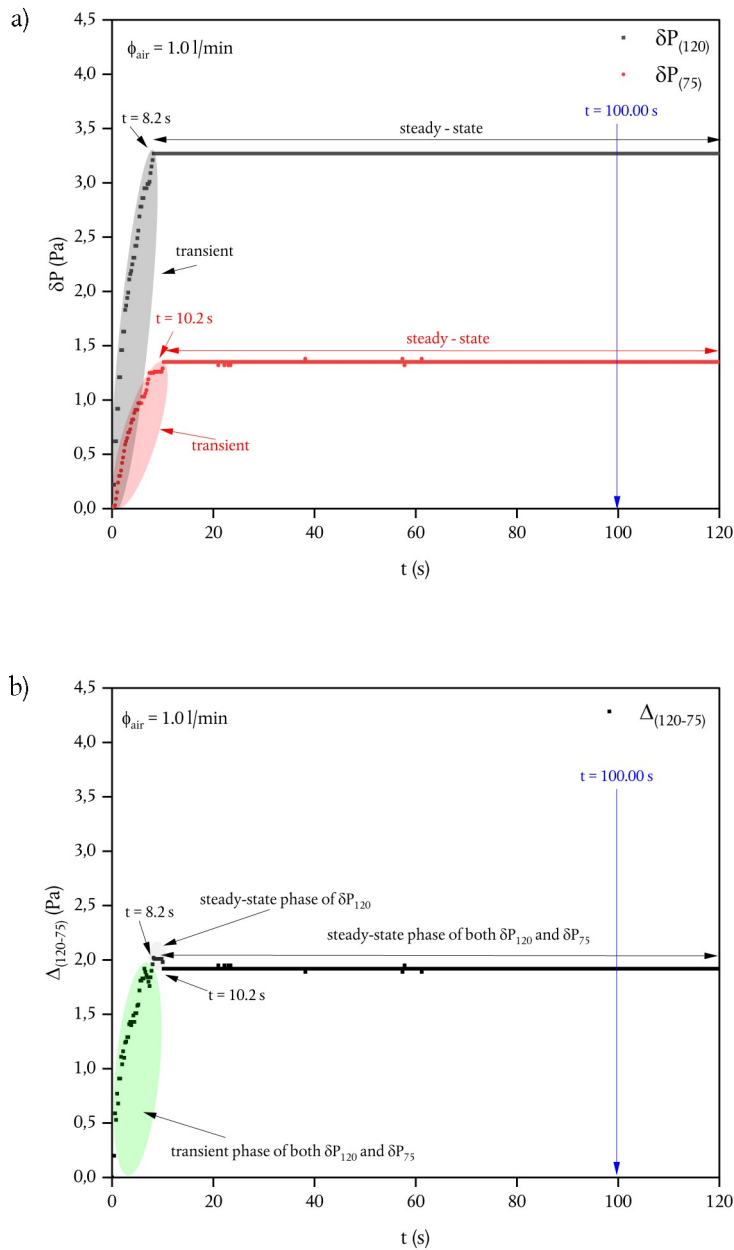 a)
4,5
4,0
3,5
3,0
2,5
2,0
1,5
1,0
0,5
0,0
δP (Pa)
ϕair = 1.0 l/min
δP(120)
δP(75)
t = 8.2 s
steady - state
t = 100.00 s
transient
t = 10.2 s
steady - state
transient
0 20 40 60 80 100 120
t (s)
b)
4,5
4,0
3,5
3,0
2,5
2,0
1,5
1,0
0,5
0,0
Δ(120-75) (Pa)
ϕair = 1.0 l/min
Δ(120-75)
t = 100.00 s
steady-state phase of δP120
t = 8.2 s
steady-state phase of both δP120 and δP75
t = 10.2 s
transient phase of both δP120 and δP75
0 20 40 60 80 100 120
t (s)